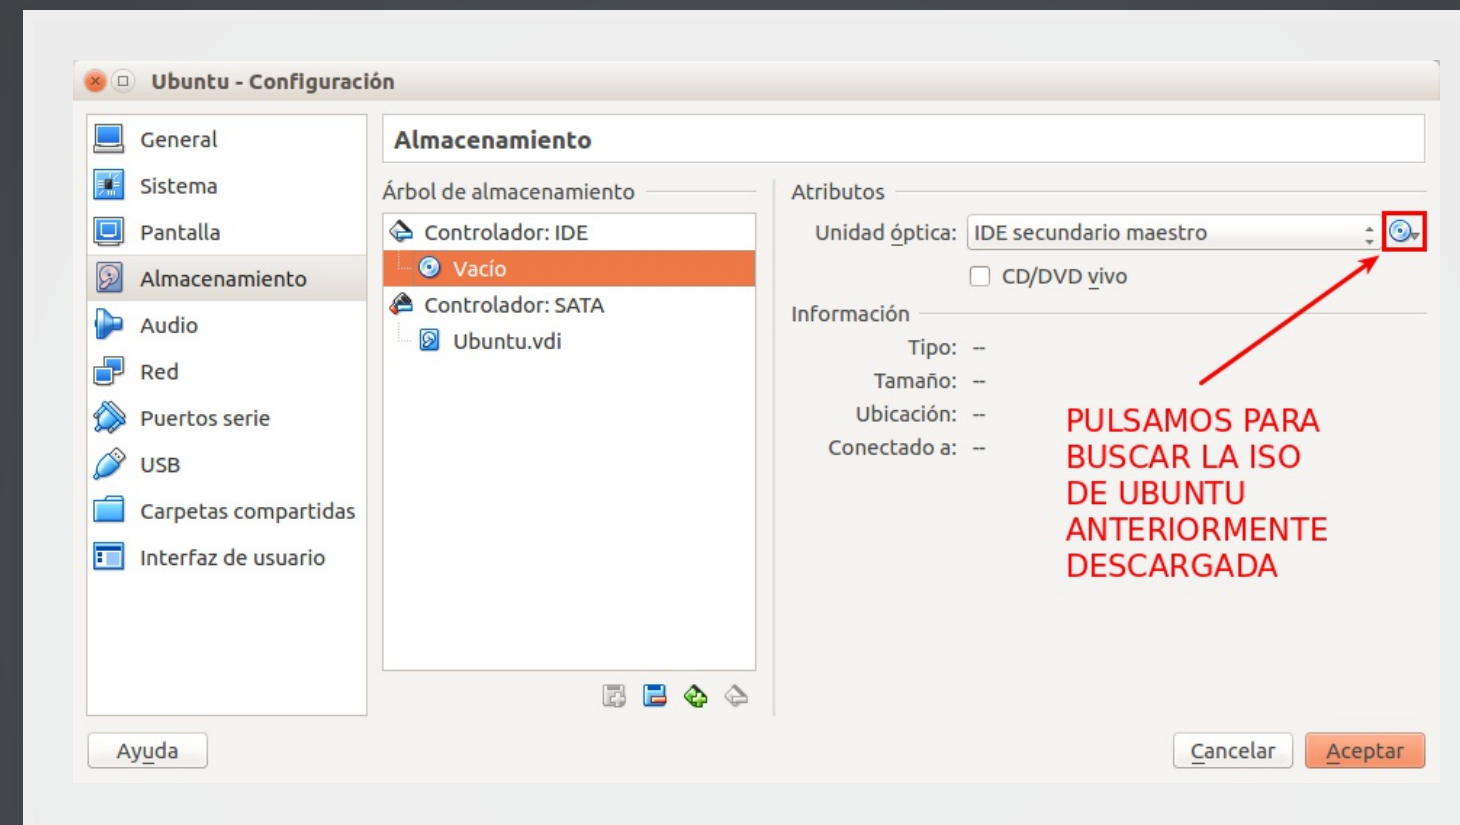 Ubuntu - Configuración
General
Sistema
Pantalla
Almacenamiento
Audio
Red
Puertos serie
USB
Carpetas compartidas
Interfaz de usuario
Almacenamiento
Árbol de almacenamiento
Controlador: IDE
Vacío
Controlador: SATA
Ubuntu.vdi
Atributos
Unidad óptica: IDE secundario maestro
CD/DVD vivo
Información
Tipo: --
Tamaño: --
Ubicación: --
Conectado a: --
PULSAMOS PARA
BUSCAR LA ISO
DE UBUNTU
ANTERIORMENTE
DESCARGADA
Ayuda
Cancelar
Aceptar